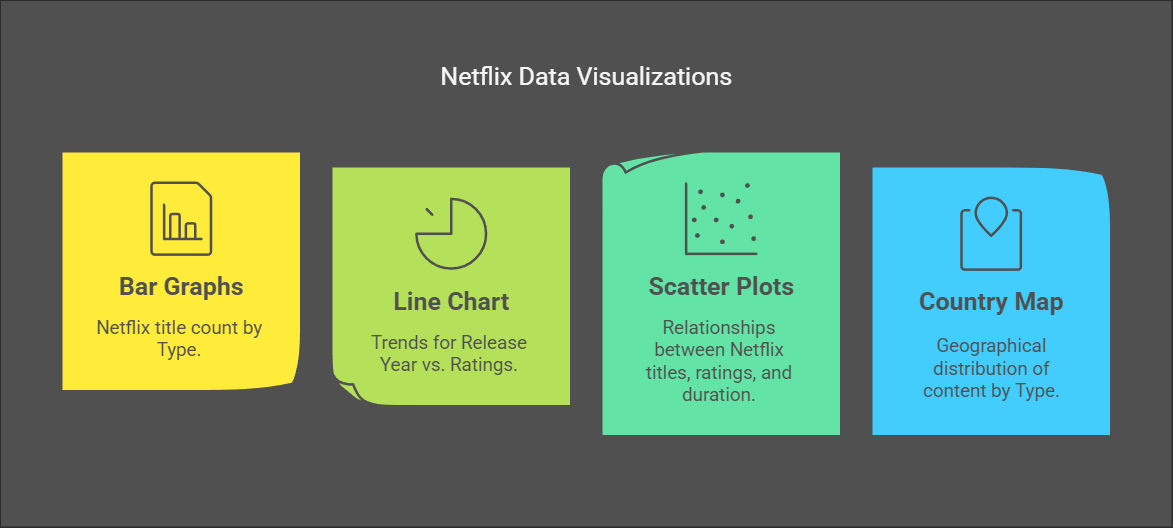 Netflix Data Visualizations
Bar Graphs
Netflix title count by
Type.
Line Chart
Trends for Release
Year vs. Ratings.
Scatter Plots
Relationships
between Netflix
titles, ratings, and
duration.
Country Map
Geographical
distribution of
content by Type.